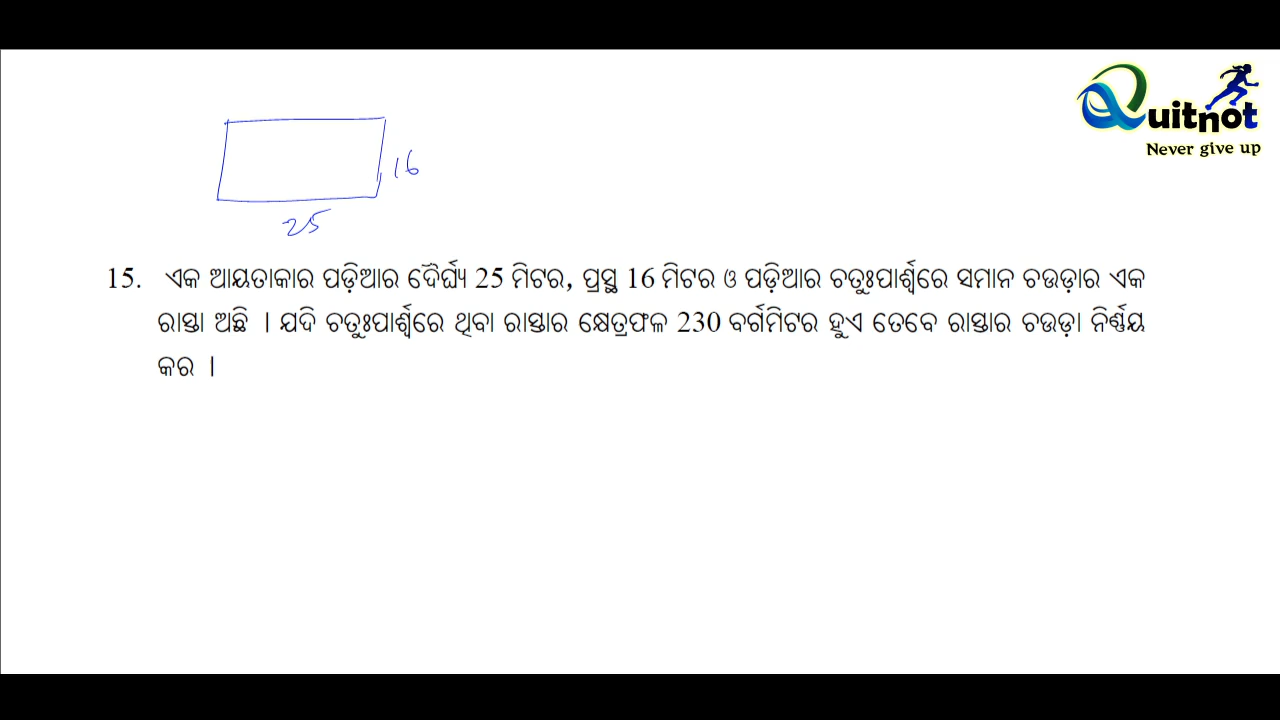 Quitnot
Never give up
16
25
15. ଏକ ଆୟତାକାର ପଡ଼ିଆର ଦୈର୍ଘ୍ୟ 25 ମିଟର, ପ୍ରସ୍ଥ 16 ମିଟର ଓ ପଡ଼ିଆର ଚତୁଃପାର୍ଶ୍ୱରେ ସମାନ ଚଉଡ଼ାର ଏକ
ରାସ୍ତା ଅଛି । ଯଦି ଚତୁଃପାର୍ଶ୍ୱରେ ଥିବା ରାସ୍ତାର କ୍ଷେତ୍ରଫଳ 230 ବର୍ଗମିଟର ହୁଏ ତେବେ ରାସ୍ତାର ଚଉଡ଼ା ନିର୍ଣ୍ଣୟ
କର ।